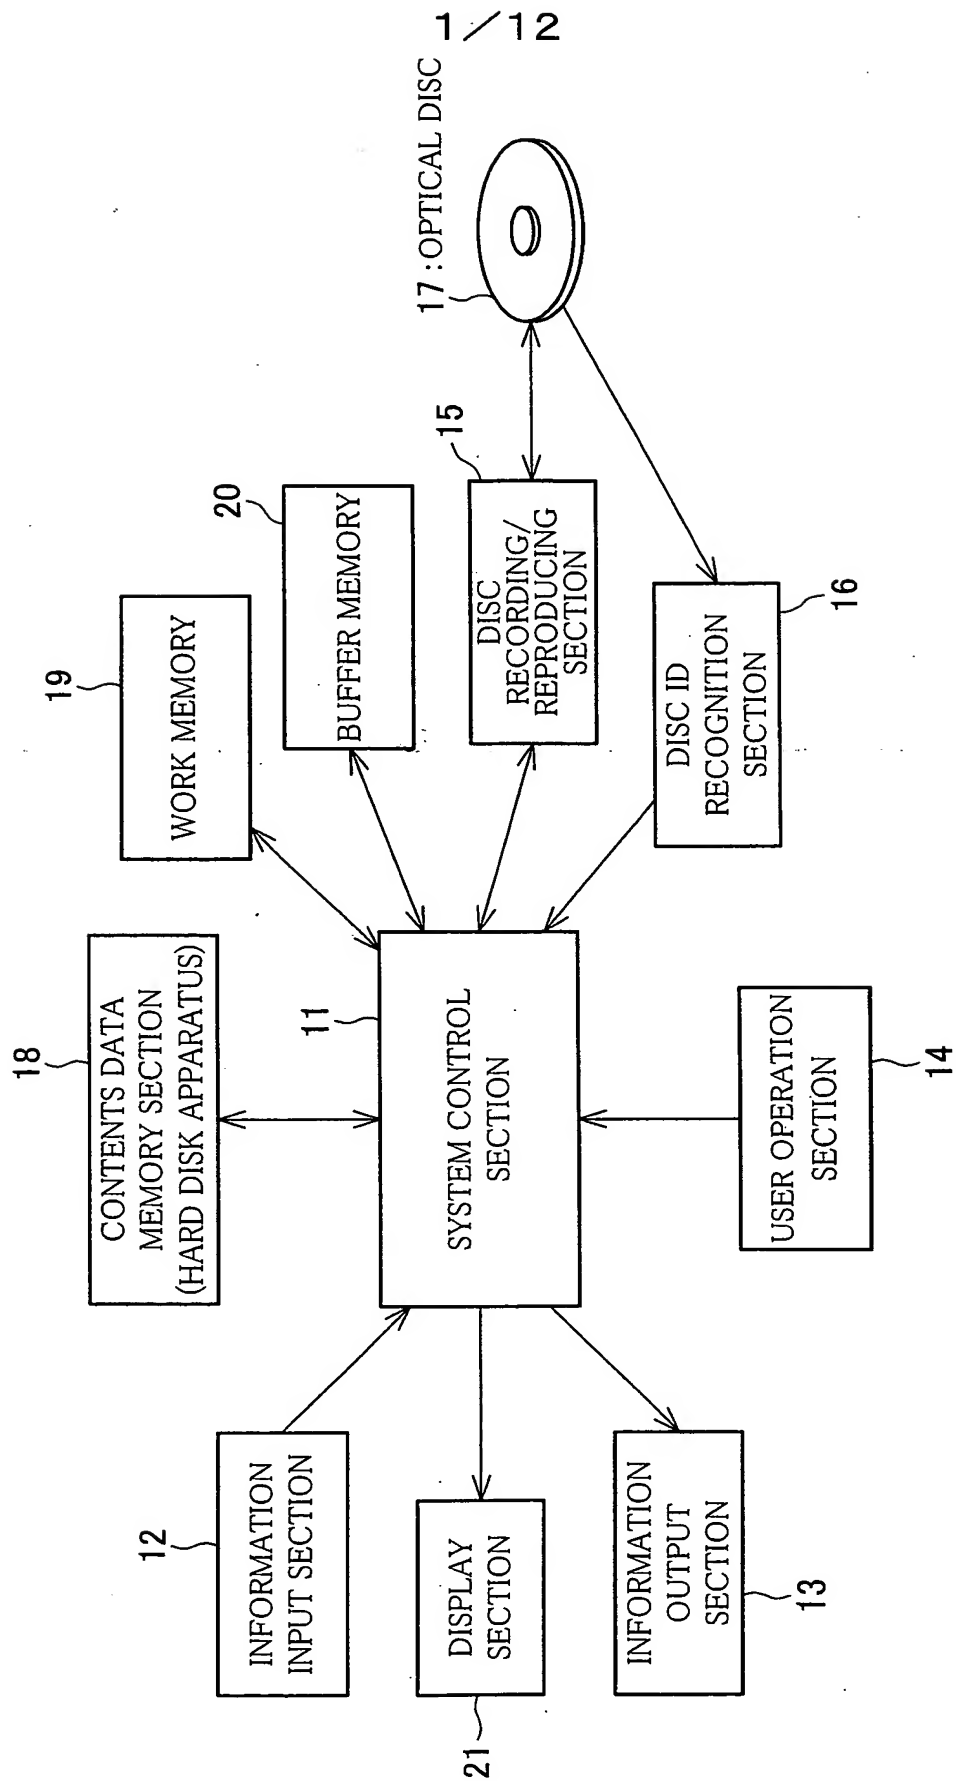 1/12
18
CONTENTS DATA
MEMORY SECTION
(HARD DISK APPARATUS)
19
WORK MEMORY
20
BUFFER MEMORY
17 : OPTICAL DISC
12
INFORMATION
INPUT SECTION
11
SYSTEM CONTROL
SECTION
15
DISC
RECORDING/
REPRODUCING
SECTION
21
DISPLAY
SECTION
DISC ID
RECOGNITION
SECTION
16
INFORMATION
OUTPUT
SECTION
13
USER OPERATION
SECTION
14